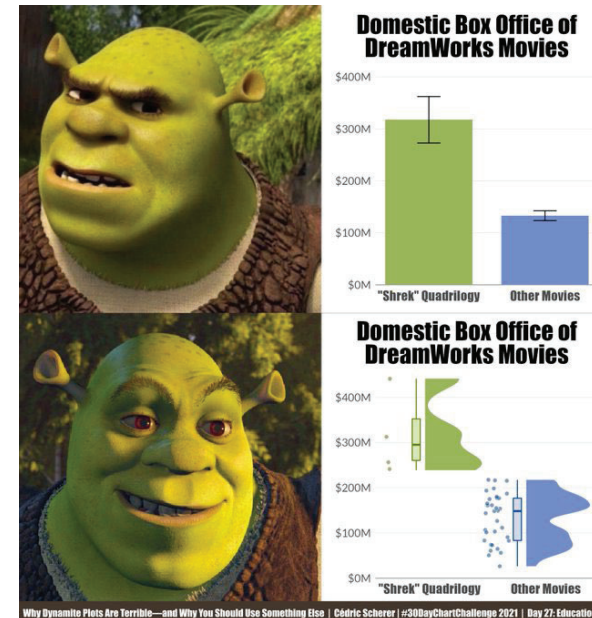 Domestic Box Office of
DreamWorks Movies
$400M
$300M
$200M
$100M
$0M
"Shrek" Quadrilogy
Other Movies
Domestic Box Office of
DreamWorks Movies
$400M
$300M
$200M
$100M
$0M
"Shrek" Quadrilogy
Other Movies
Why Dynamite Plots Are Terrible—and Why You Should Use Something Else | Cédric Scherer | #30DayChartChallenge 2021 | Day 27: Educatio